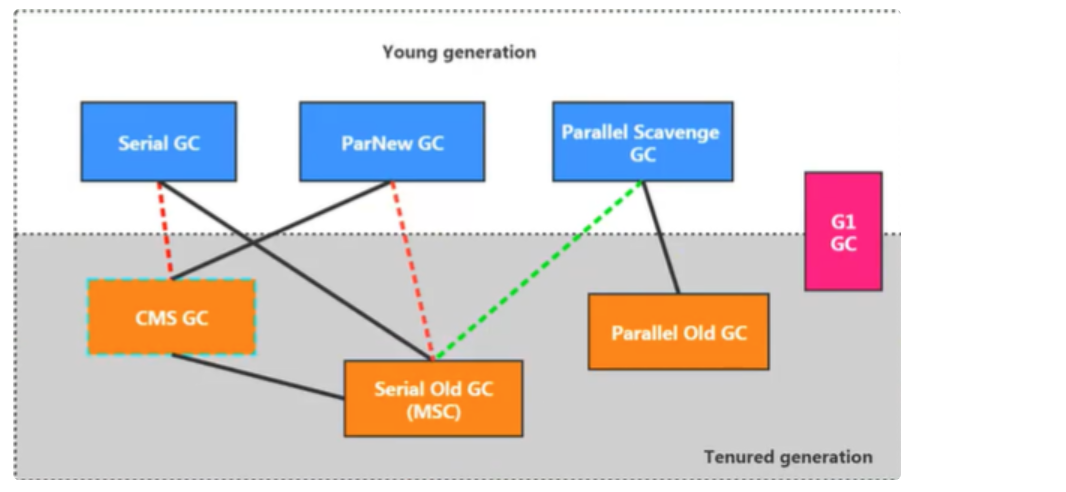 Young generation
Serial GC
ParNew GC
Parallel Scavenge
GC
G1
GC
CMS GC
Parallel Old GC
Serial Old GC
(MSC)
Tenured generation